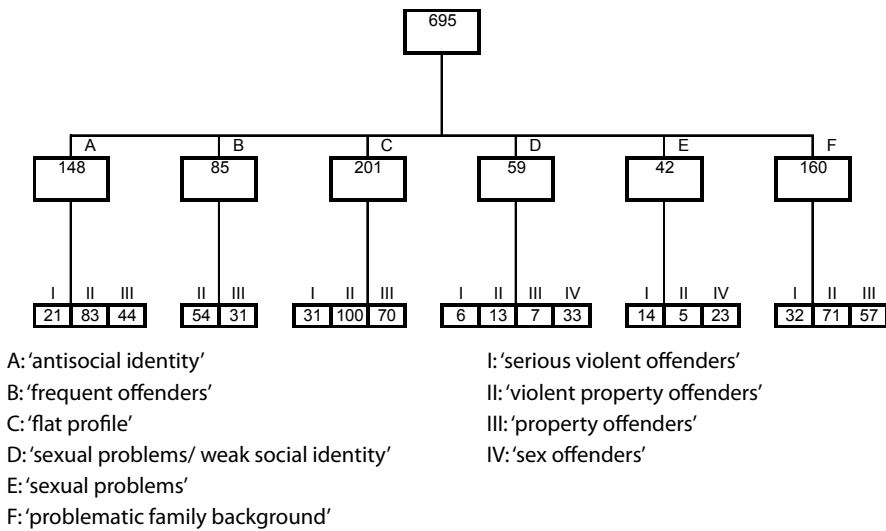 695
A B C D E F
148 85 201 59 42 160
I II III II III I II III I II III IV I II IV I II III
21 83 44 54 31 31 100 70 6 13 7 33 14 5 23 32 71 57
A: ‘antisocial identity’
B: ‘frequent offenders’
C: ‘flat profile’
D: ‘sexual problems/ weak social identity’
E: ‘sexual problems’
F: ‘problematic family background’
I: ‘serious violent offenders’
II: ‘violent property offenders’
III: ‘property offenders’
IV: ‘sex offenders’